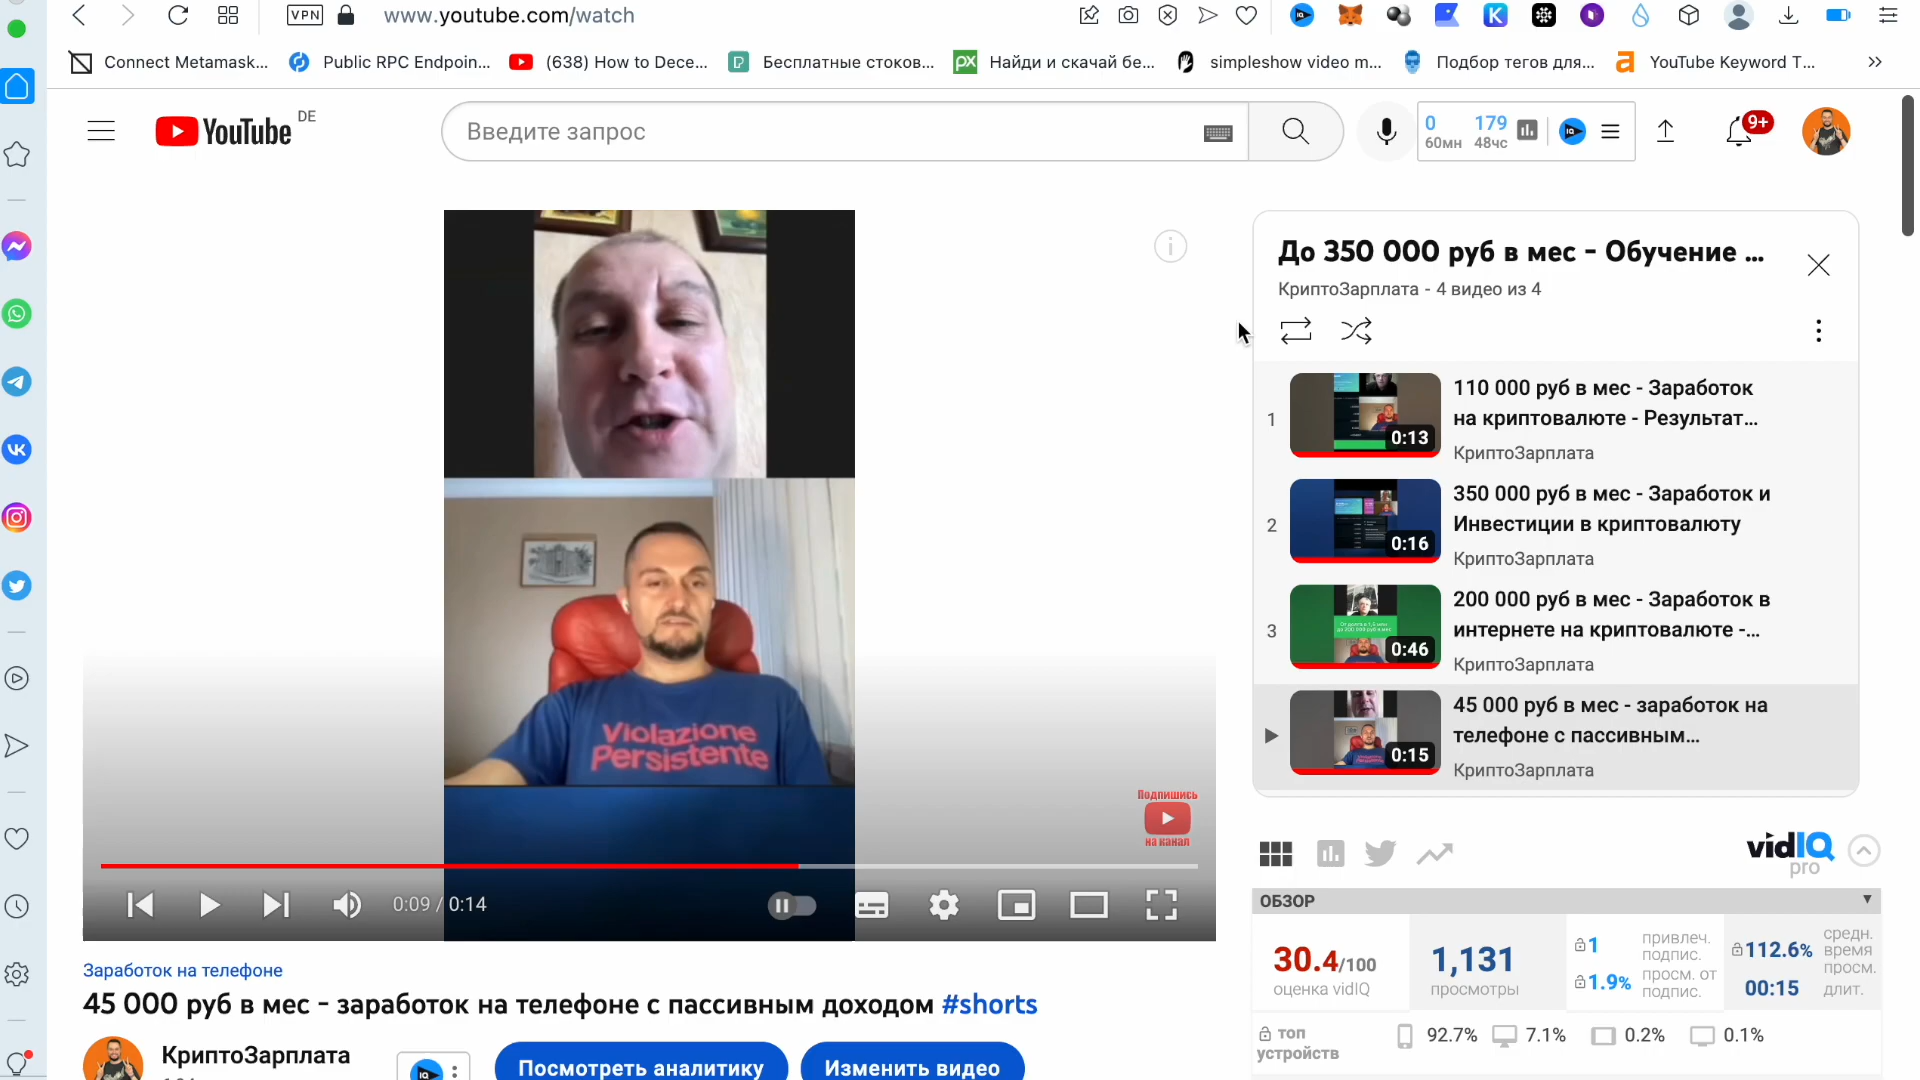 VPN
www.youtube.com/watch
Connect Metamask...
Public RPC Endpoin...
(638) How to Dece...
Бесплатные стоков...
px
Найди и скачай бе...
simpleshow video m...
Подбор тегов для...
YouTube Keyword T...
YouTube DE
Введите запрос
0
60мн
179
48чс
9+
До 350 000 руб в мес - Обучение ...
КриптоЗарплата - 4 видео из 4
1
0:13
110 000 руб в мес - Заработок
на криптовалюте - Результат...
КриптоЗарплата
2
0:16
350 000 руб в мес - Заработок и
Инвестиции в криптовалюту
КриптоЗарплата
3
0:46
200 000 руб в мес - Заработок в
интернете на криптовалюте -...
КриптоЗарплата
0:15
45 000 руб в мес - заработок на
телефоне с пассивным...
КриптоЗарплата
Violazione
Persistente
Подпишись
на канал
0:09 / 0:14
Заработок на телефоне
45 000 руб в мес - заработок на телефоне с пассивным доходом #shorts
КриптоЗарплата
Посмотреть аналитику
Изменить видео
vidIQ
pro
ОБЗОР
30.4/100
оценка vidIQ
1,131
просмотры
1 привлеч. подпис.
1.9% просм. от подпис.
112.6% средн. время просм.
00:15 длит.
топ
устройств
92.7%
7.1%
0.2%
0.1%